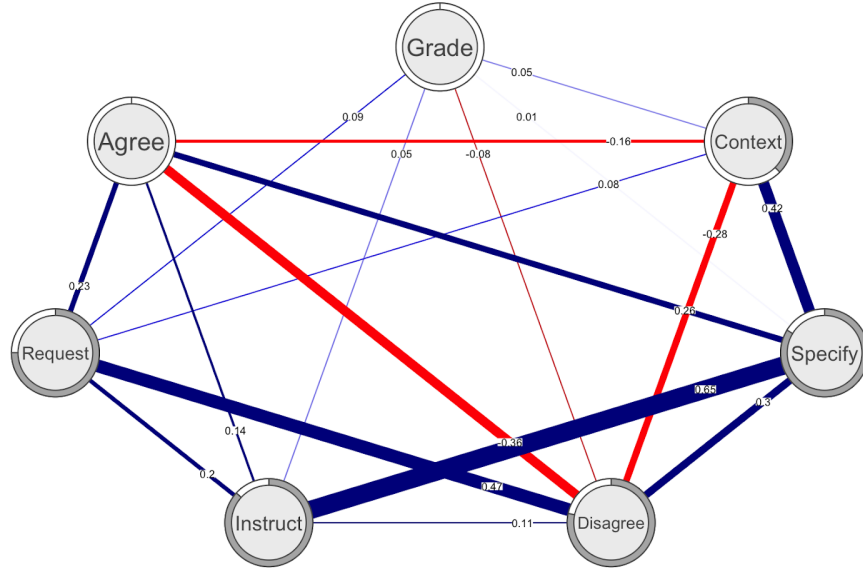 Grade
0.05
0.09
0.01
Agree
-0.16
Context
0.05
-0.08
0.08
0.42
-0.28
0.23
0.26
Request
Specify
0.65
0.3
0.14
-0.36
0.2
0.47
Instruct
0.11
Disagree